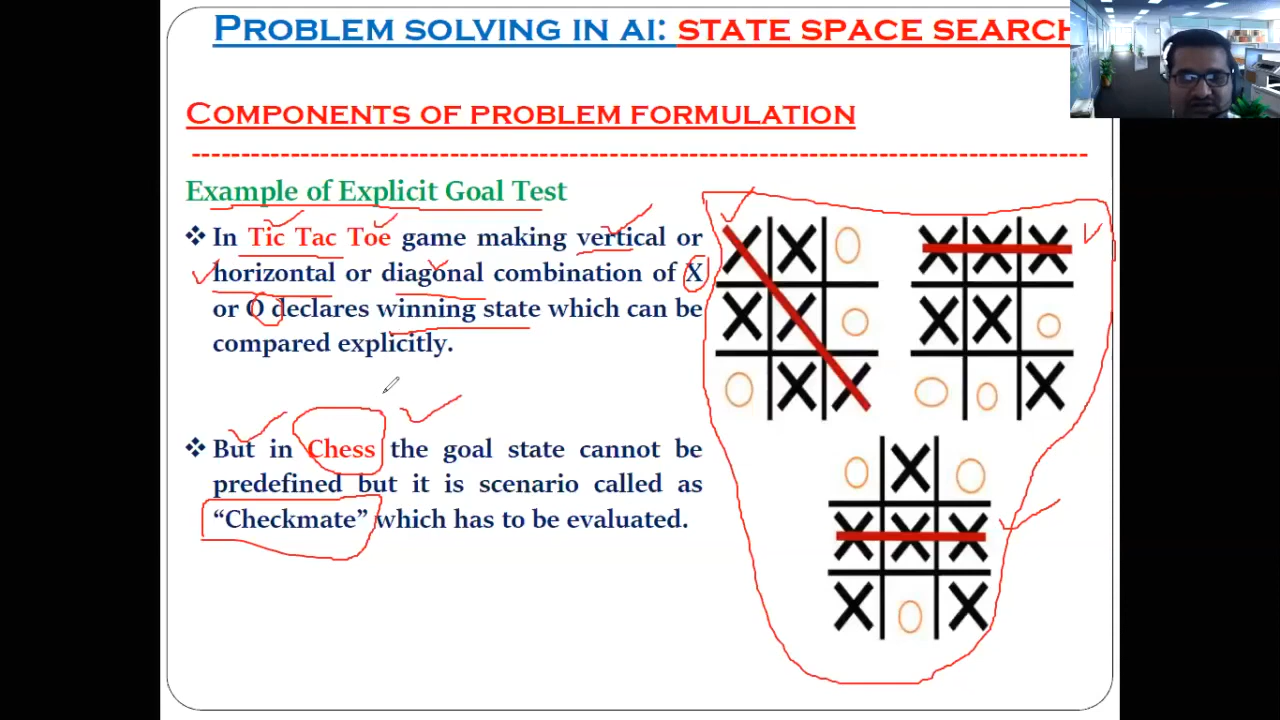 PROBLEM SOLVING IN AI: STATE SPACE SEARCH
COMPONENTS OF PROBLEM FORMULATION
Example of Explicit Goal Test
❖ In Tic Tac Toe game making vertical or
horizontal or diagonal combination of X
or O declares winning state which can be
compared explicitly.
❖ But in Chess the goal state cannot be
predefined but it is scenario called as
“Checkmate” which has to be evaluated.
X X O
X X O
O X X
X X X
X X O
O O X
O X O
X X X
X O X